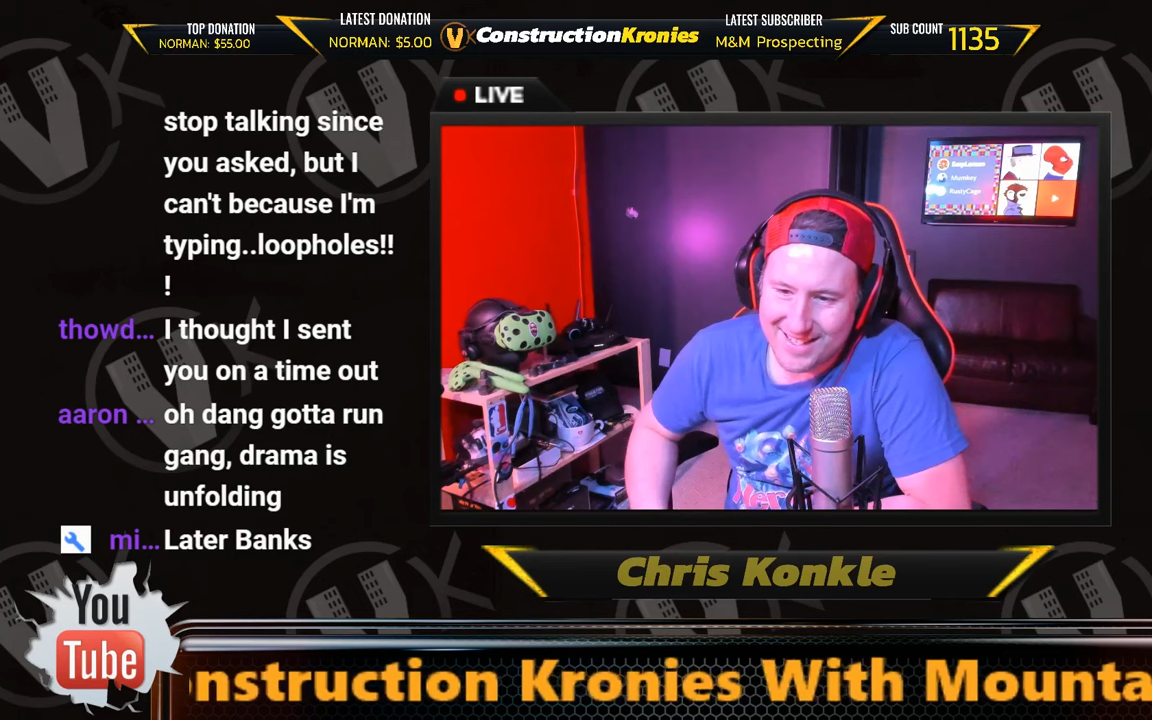 TOP DONATION
NORMAN: $55.00
LATEST DONATION
NORMAN: $5.00
ConstructionKronies
LATEST SUBSCRIBER
M&M Prospecting
SUB COUNT
1135
LIVE
stop talking since
you asked, but I
can't because I'm
typing..loopholes!!
!
thowd... I thought I sent
you on a time out
aaron ... oh dang gotta run
gang, drama is
unfolding
mi... Later Banks
Mumkey
RustyCage
Chris Konkle
You
Tube
nstruction Kronies With Mounta